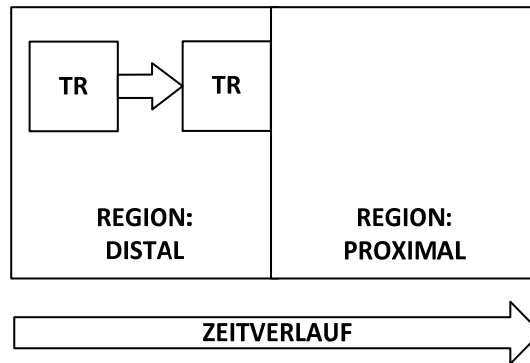 TR
TR
REGION:
DISTAL
REGION:
PROXIMAL
ZEITVERLAUF